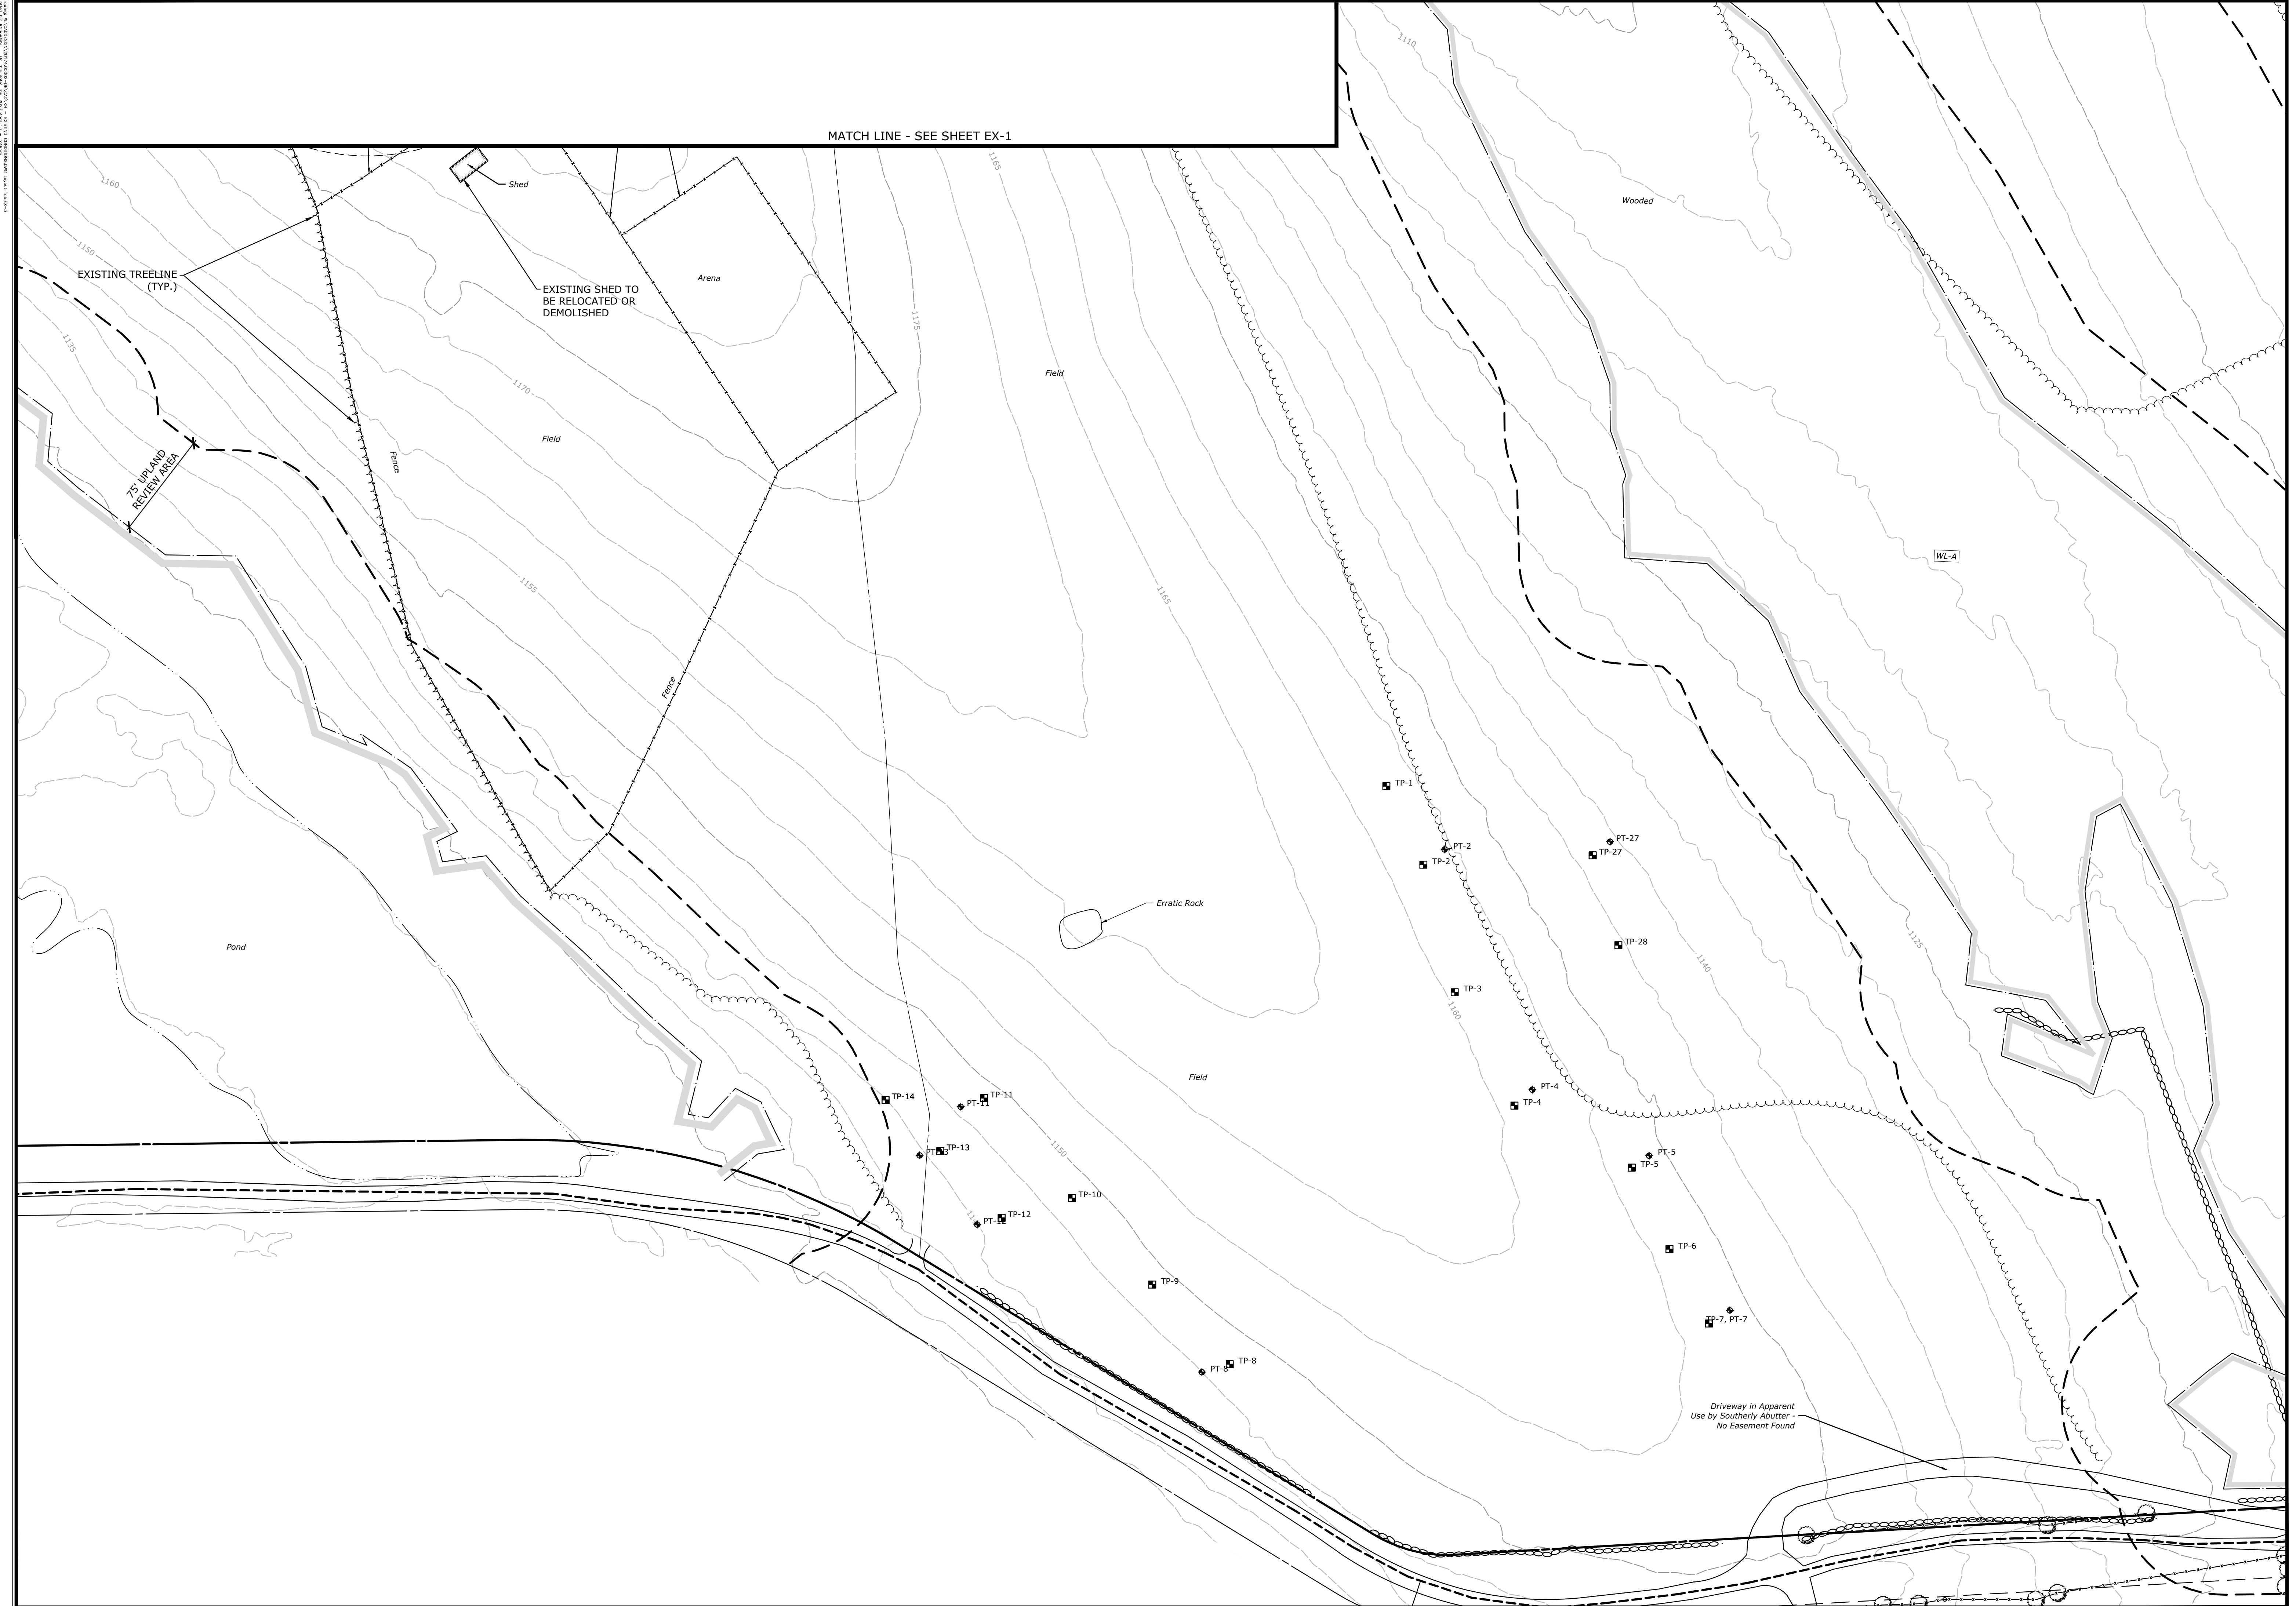 MATCH LINE - SEE SHEET EX-1
1110
1160
Shed
1165
Wooded
1150
EXISTING TREELINE
(TYP.)
EXISTING SHED TO
BE RELOCATED OR
DEMOLISHED
Arena
1175
1135
Field
1170
Field
Fence
75' UPLAND
REVIEW AREA
WL-A
1155
1165
Fence
TP-1
PT-27
PT-2
TP-27
TP-2
Erratic Rock
Pond
TP-28
1125
1140
TP-3
1160
Field
PT-4
TP-4
TP-14
TP-11
PT-11
TP-13
1150
PT-5
TP-5
TP-10
TP-12
PT-12
TP-6
TP-9
TP-7, PT-7
TP-8
PT-8
Driveway in Apparent
Use by Southerly Abutter -
No Easement Found